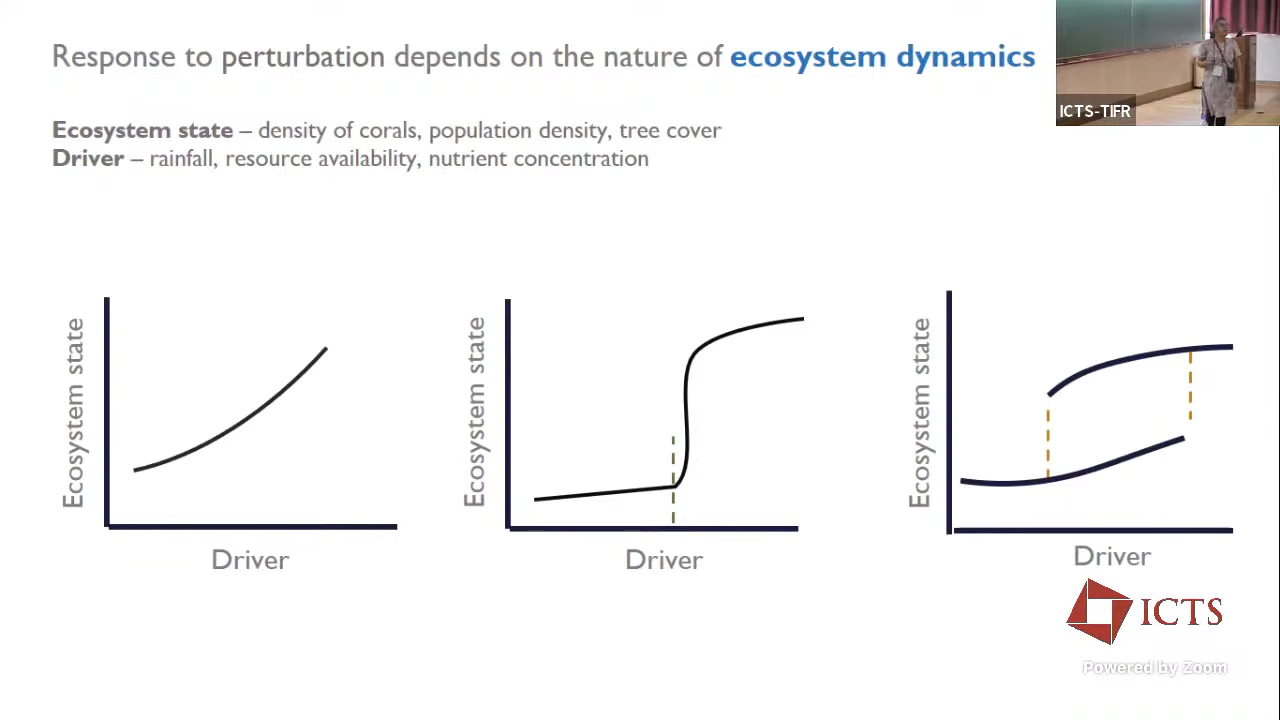 Response to perturbation depends on the nature of ecosystem dynamics
ICTS-TIFR
Ecosystem state – density of corals, population density, tree cover
Driver – rainfall, resource availability, nutrient concentration
Ecosystem state
Driver
Ecosystem state
Driver
Ecosystem state
Driver
ICTS
Powered by Zoom